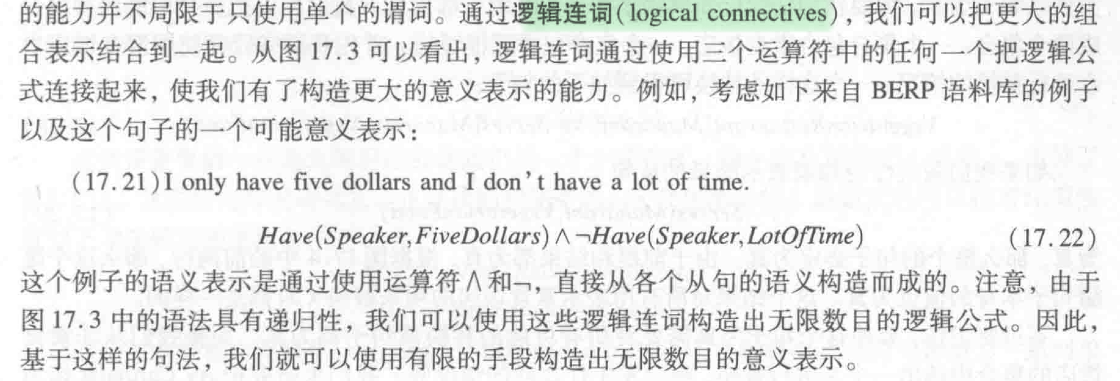 的能力并不局限于只使用单个的谓词。通过逻辑连词(logical connectives),我们可以把更大的组
合表示结合到一起。从图 17.3 可以看出,逻辑连词通过使用三个运算符中的任何一个把逻辑公
式连接起来,使我们有了构造更大的意义表示的能力。例如,考虑如下来自 BERP 语料库的例子
以及这个句子的一个可能意义表示:
(17.21) I only have five dollars and I don't have a lot of time.
Have(Speaker,FiveDollars)∧¬Have(Speaker,LotOfTime) (17.22)
这个例子的语义表示是通过使用运算符∧和¬,直接从各个从句的语义构造而成的。注意,由于
图 17.3 中的语法具有递归性,我们可以使用这些逻辑连词构造出无限数目的逻辑公式。因此,
基于这样的句法,我们就可以使用有限的手段构造出无限数目的意义表示。